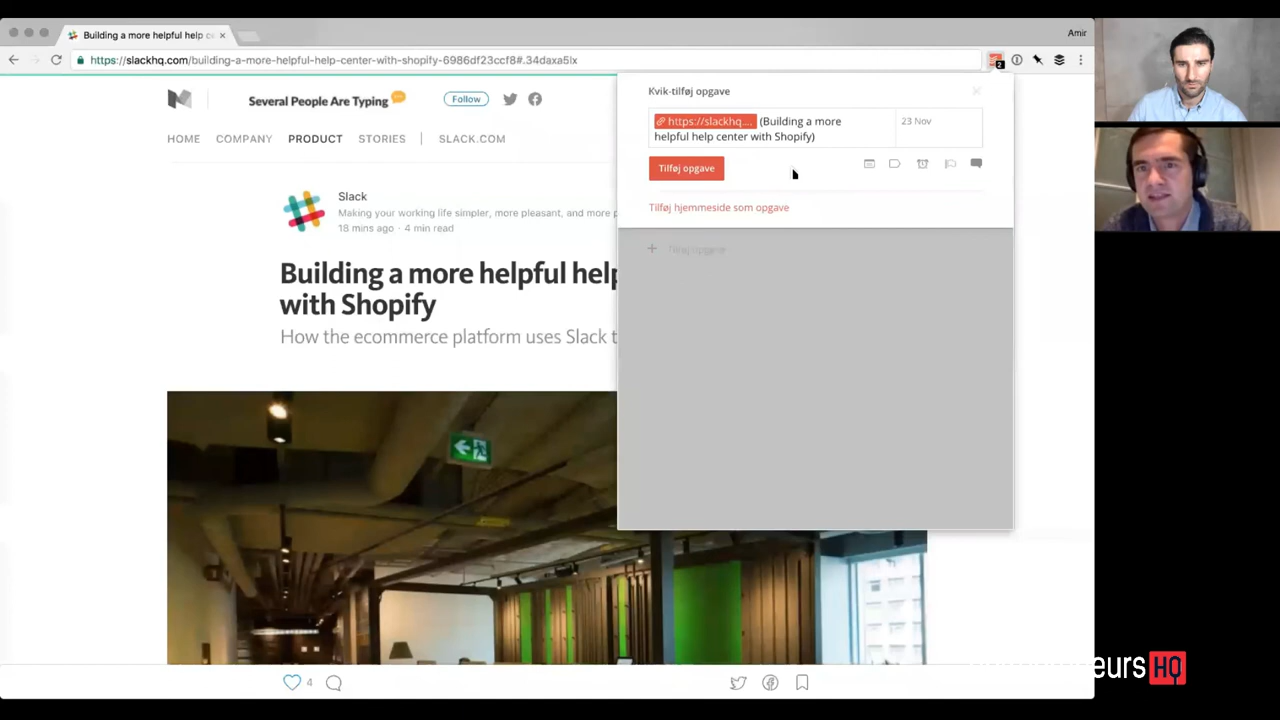 Building a more helpful help ce
Amir
https://slackhq.com/building-a-more-helpful-help-center-with-shopify-6986df23ccf8#.34daxa5lx
2
Several People Are Typing
Follow
HOME COMPANY PRODUCT STORIES | SLACK.COM
Slack
Making your working life simpler, more pleasant, and more p
18 mins ago · 4 min read
Building a more helpful help
with Shopify
How the ecommerce platform uses Slack t
Kvik-tilføj opgave
https://slackhq.... (Building a more
helpful help center with Shopify)
23 Nov
Tilføj opgave
Tilføj hjemmeside som opgave
+ Tilføj opgave
4
eurs HQ